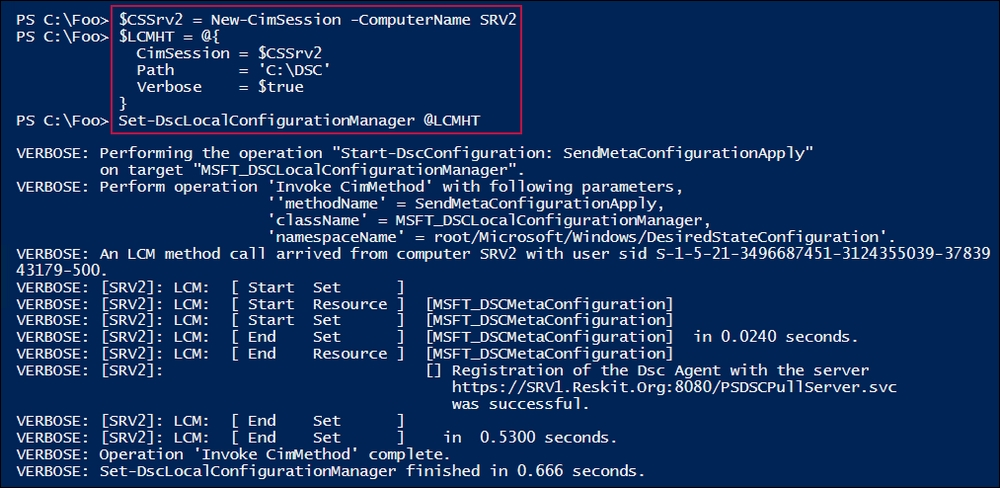 PS C:\Foo> $CSSrv2 = New-CimSession -ComputerName SRV2
PS C:\Foo> $LCMHT = @{
CimSession = $CSSrv2
Path       = 'C:\DSC'
Verbose    = $true
}
PS C:\Foo> Set-DscLocalConfigurationManager @LCMHT
VERBOSE: Performing the operation "Start-DscConfiguration: SendMetaConfigurationApply"
on target "MSFT_DSCLocalConfigurationManager".
VERBOSE: Perform operation 'Invoke CimMethod' with following parameters,
''methodName' = SendMetaConfigurationApply,
'className' = MSFT_DSCLocalConfigurationManager,
'namespaceName' = root/Microsoft/Windows/DesiredStateConfiguration'.
VERBOSE: An LCM method call arrived from computer SRV2 with user sid S-1-5-21-3496687451-3124355039-37839
43179-500.
VERBOSE: [SRV2]: LCM:  [ Start  Set      ]
VERBOSE: [SRV2]: LCM:  [ Start  Resource ]  [MSFT_DSCMetaConfiguration]
VERBOSE: [SRV2]: LCM:  [ Start  Set      ]  [MSFT_DSCMetaConfiguration]
VERBOSE: [SRV2]: LCM:  [ End    Set      ]  [MSFT_DSCMetaConfiguration]  in 0.0240 seconds.
VERBOSE: [SRV2]: LCM:  [ End    Resource ]  [MSFT_DSCMetaConfiguration]
VERBOSE: [SRV2]:                            [] Registration of the Dsc Agent with the server
https://SRV1.Reskit.Org:8080/PSDSCPullServer.svc
was successful.
VERBOSE: [SRV2]: LCM:  [ End    Set      ]
VERBOSE: [SRV2]: LCM:  [ End    Set      ]    in  0.5300 seconds.
VERBOSE: Operation 'Invoke CimMethod' complete.
VERBOSE: Set-DscLocalConfigurationManager finished in 0.666 seconds.